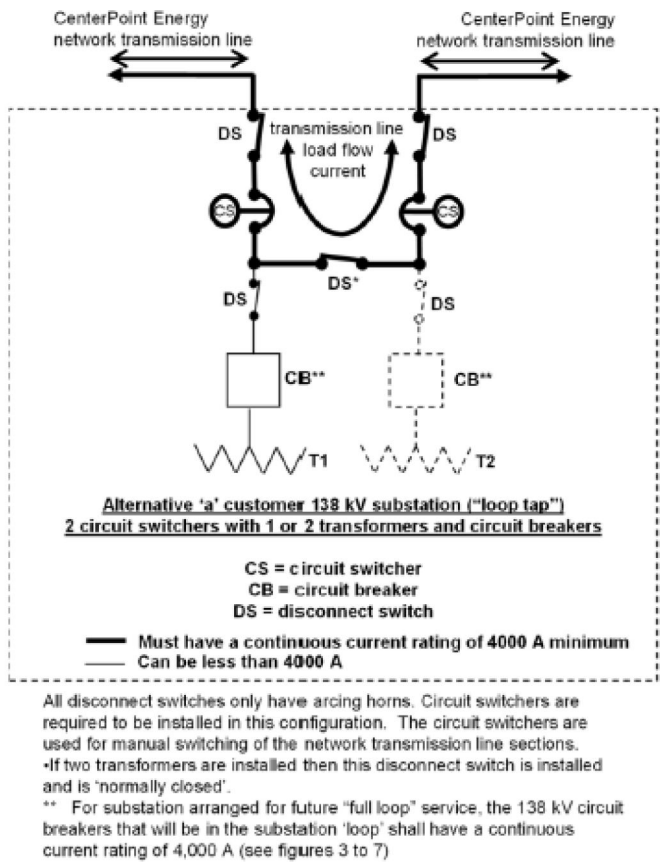 CenterPoint Energy
network transmission line
CenterPoint Energy
network transmission line
DS
transmission line
load flow
current
DS
CS
CS
DS*
DS
DS
CB**
CB**
T1
T2
Alternative 'a' customer 138 kV substation ("loop tap")
2 circuit switchers with 1 or 2 transformers and circuit breakers
CS = circuit switcher
CB = circuit breaker
DS = disconnect switch
Must have a continuous current rating of 4000 A minimum
Can be less than 4000 A
All disconnect switches only have arcing horns. Circuit switchers are
required to be installed in this configuration. The circuit switchers are
used for manual switching of the network transmission line sections.
•If two transformers are installed then this disconnect switch is installed
and is 'normally closed'.
** For substation arranged for future "full loop" service, the 138 kV circuit
breakers that will be in the substation 'loop' shall have a continuous
current rating of 4,000 A (see figures 3 to 7)